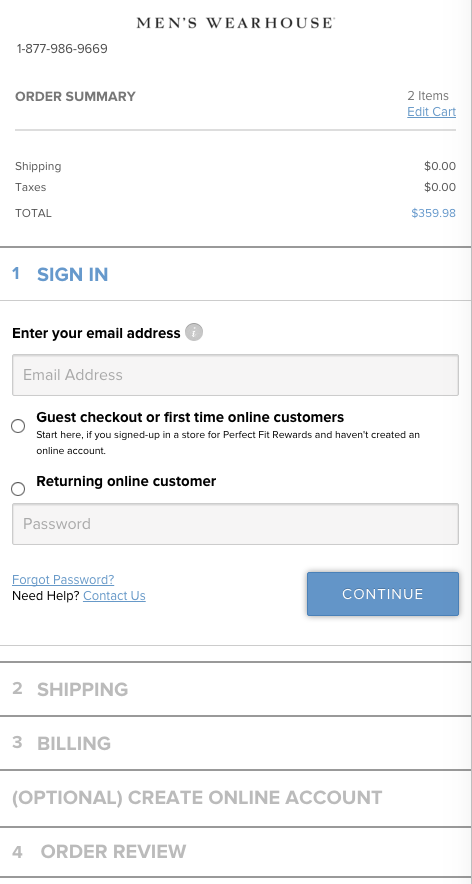 MEN'S WEARHOUSE
1-877-986-9669
ORDER SUMMARY 2 Items
Edit Cart
Shipping $0.00
Taxes $0.00
TOTAL $359.98
1 SIGN IN
Enter your email address i
Email Address
Guest checkout or first time online customers
Start here, if you signed-up in a store for Perfect Fit Rewards and haven't created an
online account.
Returning online customer
Password
Forgot Password?
Need Help? Contact Us
CONTINUE
2 SHIPPING
3 BILLING
(OPTIONAL) CREATE ONLINE ACCOUNT
4 ORDER REVIEW